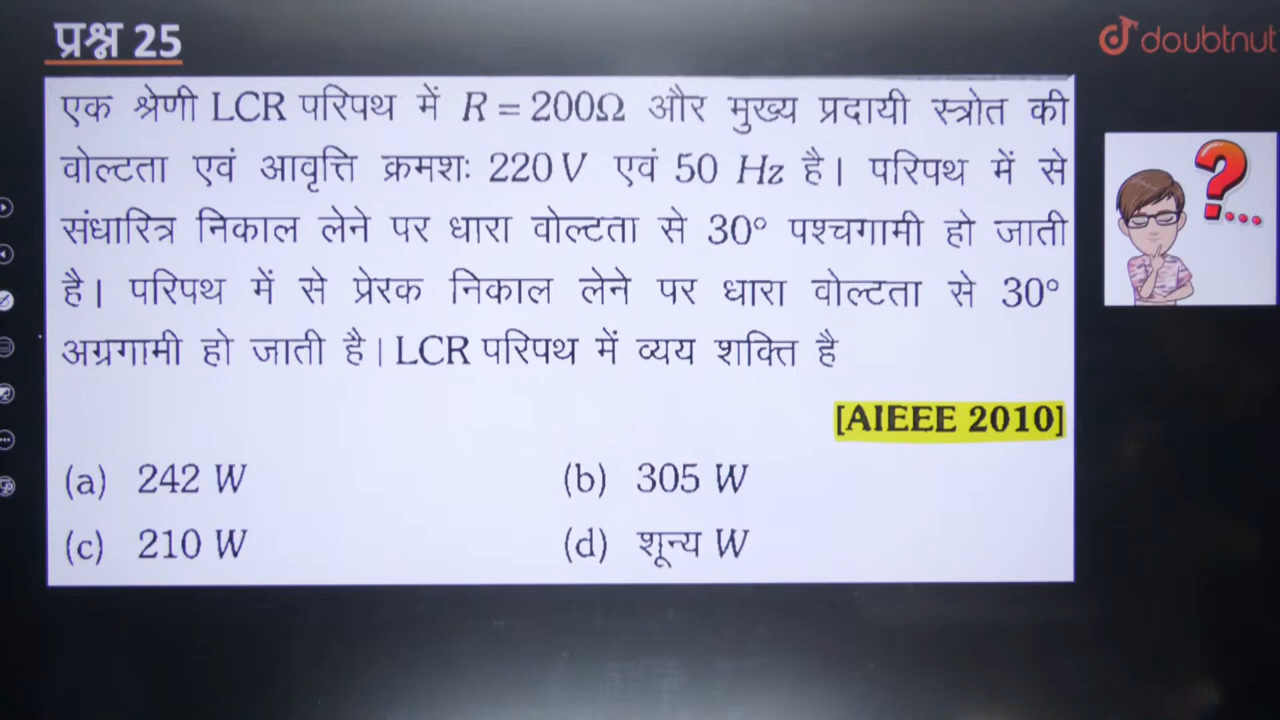 प्रश्न 25
doubtnut
एक श्रेणी LCR परिपथ में R = 200Ω और मुख्य प्रदायी स्त्रोत की
वोल्टता एवं आवृत्ति क्रमशः 220 V एवं 50 Hz है। परिपथ में से
संधारित्र निकाल लेने पर धारा वोल्टता से 30° पश्चगामी हो जाती
है। परिपथ में से प्रेरक निकाल लेने पर धारा वोल्टता से 30°
अग्रगामी हो जाती है। LCR परिपथ में व्यय शक्ति है
[AIEEE 2010]
(a) 242 W (b) 305 W
(c) 210 W (d) शून्य W